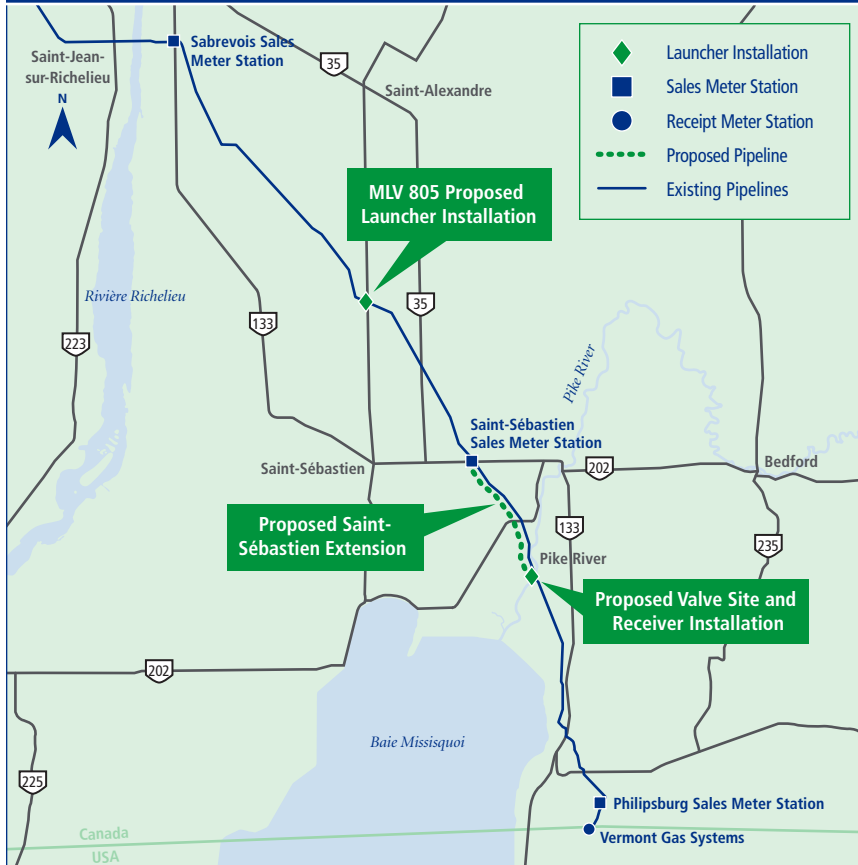 Sabrevois Sales
Meter Station
Saint-Jean-
sur-Richelieu
N
35
Saint-Alexandre
Launcher Installation
Sales Meter Station
Receipt Meter Station
Proposed Pipeline
Existing Pipelines
MLV 805 Proposed
Launcher Installation
Rivière Richelieu
223
133
35
Pike River
Saint-Sébastien
Sales Meter Station
Saint-Sébastien
202
Bedford
Proposed Saint-
Sébastien Extension
133
235
Pike River
Proposed Valve Site and
Receiver Installation
202
Baie Missisquoi
225
Philipsburg Sales Meter Station
Canada
USA
Vermont Gas Systems